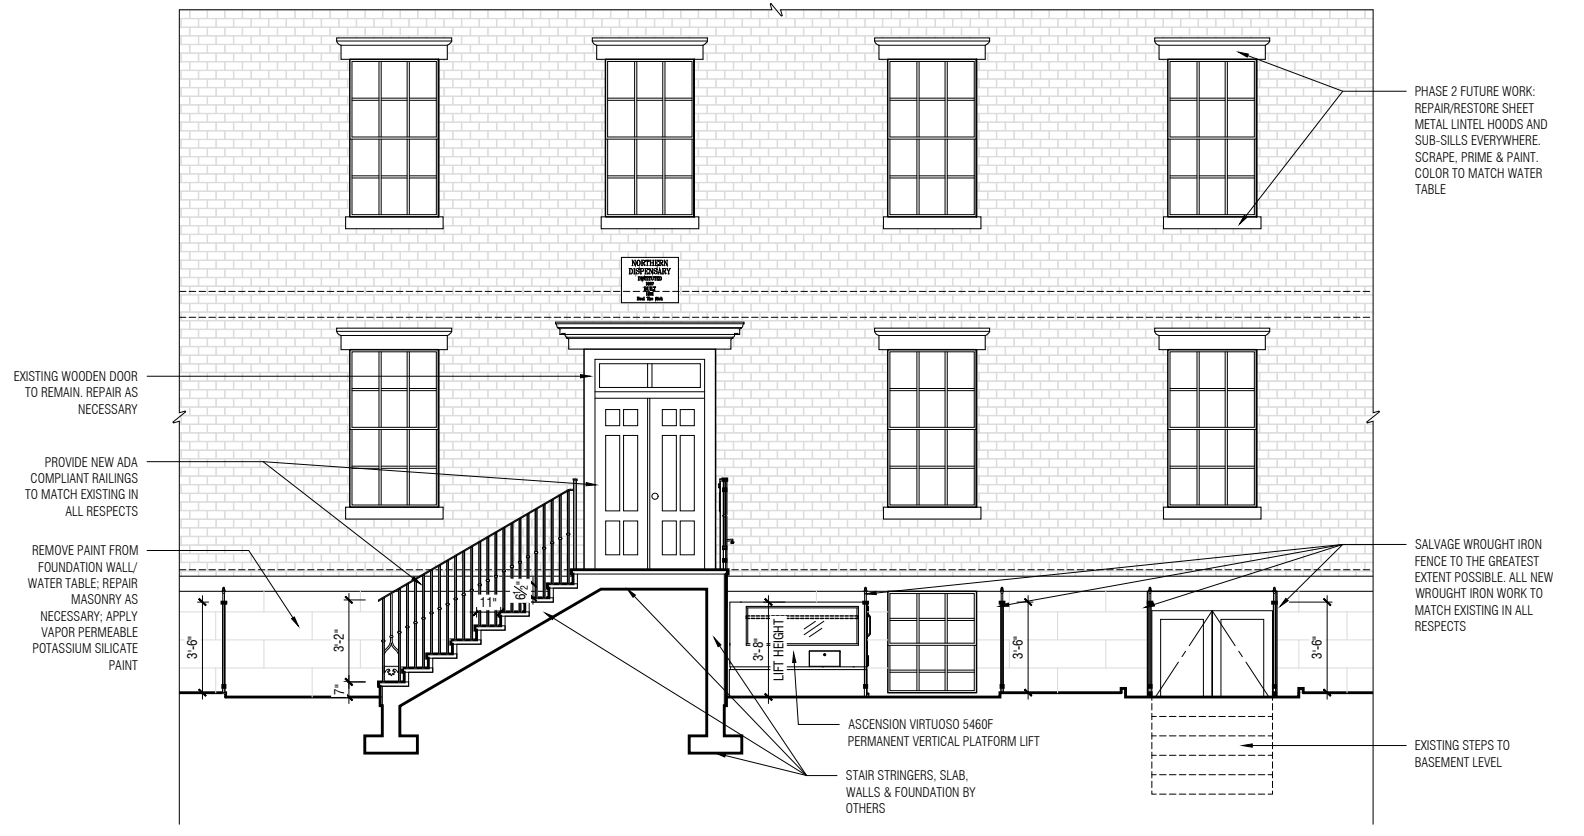 PHASE 2 FUTURE WORK:
REPAIR/RESTORE SHEET
METAL LINTEL HOODS AND
SUB-SILLS EVERYWHERE.
SCRAPE, PRIME & PAINT.
COLOR TO MATCH WATER
TABLE
NORTHERN
DISPENSARY
INSTITUTED
BUILT
EXISTING WOODEN DOOR
TO REMAIN. REPAIR AS
NECESSARY
PROVIDE NEW ADA
COMPLIANT RAILINGS
TO MATCH EXISTING IN
ALL RESPECTS
REMOVE PAINT FROM
FOUNDATION WALL/
WATER TABLE; REPAIR
MASONRY AS
NECESSARY; APPLY
VAPOR PERMEABLE
POTASSIUM SILICATE
PAINT
SALVAGE WROUGHT IRON
FENCE TO THE GREATEST
EXTENT POSSIBLE. ALL NEW
WROUGHT IRON WORK TO
MATCH EXISTING IN ALL
RESPECTS
3'-6"
3'-2"
7"
11"
6½"
3'-8"
LIFT HEIGHT
3'-6"
3'-6"
ASCENSION VIRTUOSO 5460F
PERMANENT VERTICAL PLATFORM LIFT
STAIR STRINGERS, SLAB,
WALLS & FOUNDATION BY
OTHERS
EXISTING STEPS TO
BASEMENT LEVEL